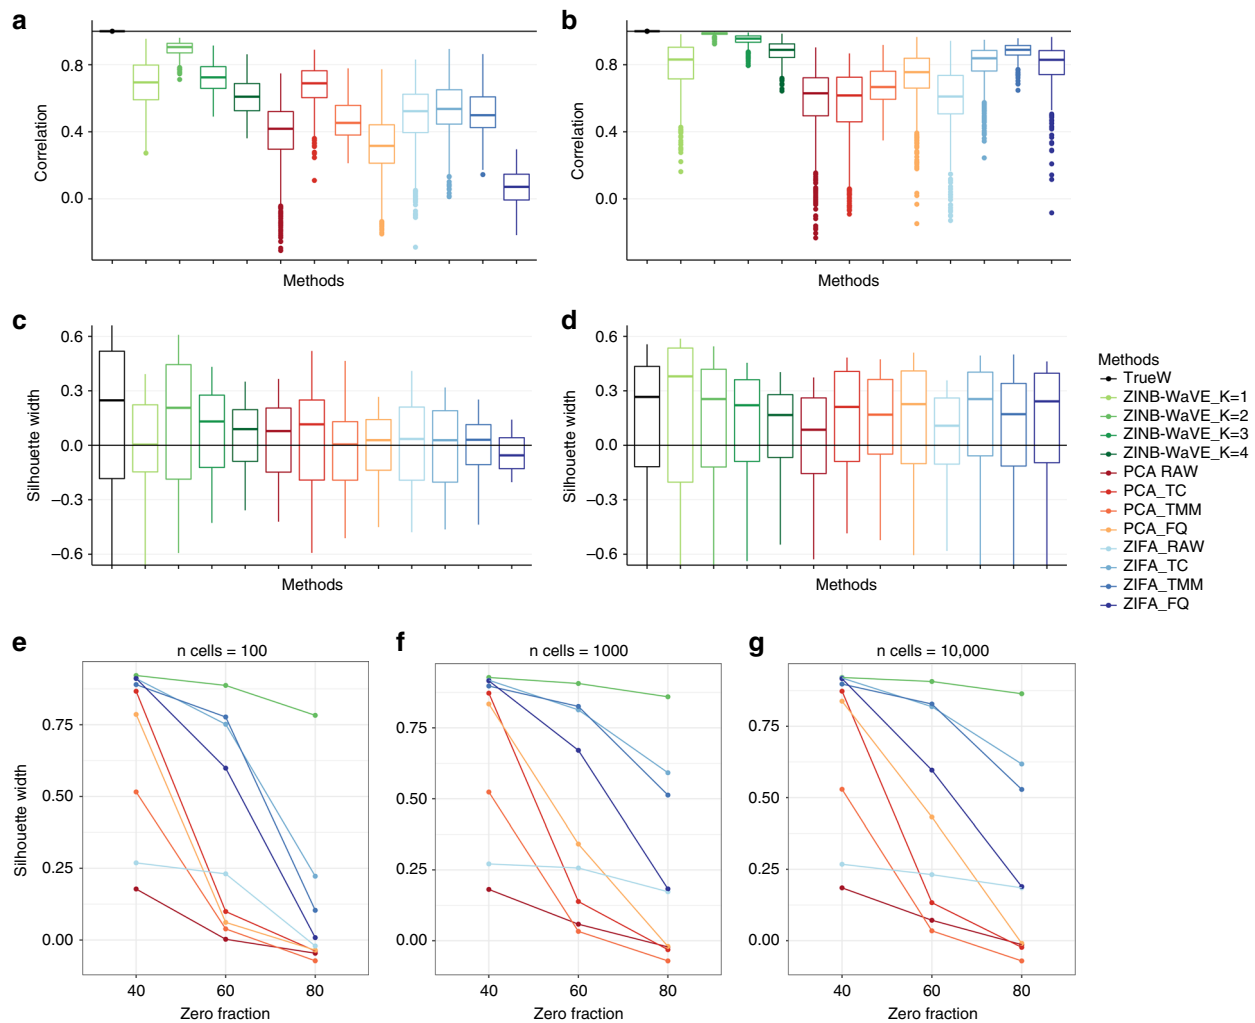 a
b
0.8
0.4
0.0
Correlation
Methods
0.8
0.4
0.0
Correlation
Methods
c
d
0.6
0.3
0.0
−0.3
−0.6
Silhouette width
Methods
0.6
0.3
0.0
−0.3
−0.6
Silhouette width
Methods
Methods
TrueW
ZINB-WaVE_K=1
ZINB-WaVE_K=2
ZINB-WaVE_K=3
ZINB-WaVE_K=4
PCA RAW
PCA_TC
PCA_TMM
PCA_FQ
ZIFA_RAW
ZIFA_TC
ZIFA_TMM
ZIFA_FQ
e
n cells = 100
0.75
0.50
0.25
0.00
Silhouette width
40 60 80
Zero fraction
f
n cells = 1000
0.75
0.50
0.25
0.00
40 60 80
Zero fraction
g
n cells = 10,000
0.75
0.50
0.25
0.00
40 60 80
Zero fraction